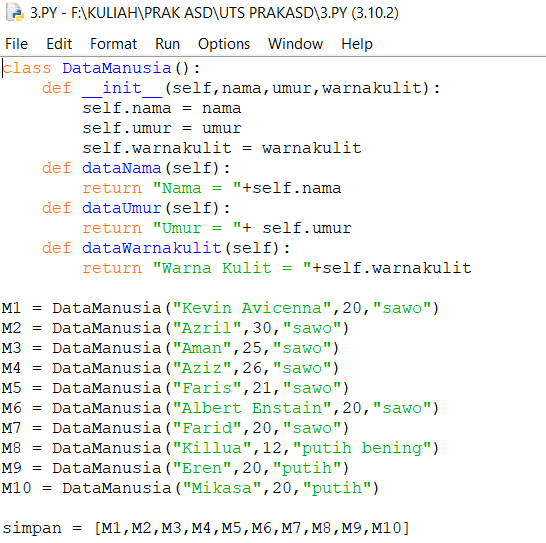 3.PY - F:\KULIAH\PRAK ASD\UTS PRAKASD\3.PY (3.10.2)
File Edit Format Run Options Window Help
class DataManusia():
    def __init__(self,nama,umur,warnakulit):
        self.nama = nama
        self.umur = umur
        self.warnakulit = warnakulit
    def dataNama(self):
        return "Nama = "+self.nama
    def dataUmur(self):
        return "Umur = "+ self.umur
    def dataWarnakulit(self):
        return "Warna Kulit = "+self.warnakulit

M1 = DataManusia("Kevin Avicenna",20,"sawo")
M2 = DataManusia("Azril",30,"sawo")
M3 = DataManusia("Aman",25,"sawo")
M4 = DataManusia("Aziz",26,"sawo")
M5 = DataManusia("Faris",21,"sawo")
M6 = DataManusia("Albert Enstain",20,"sawo")
M7 = DataManusia("Farid",20,"sawo")
M8 = DataManusia("Killua",12,"putih bening")
M9 = DataManusia("Eren",20,"putih")
M10 = DataManusia("Mikasa",20,"putih")

simpan = [M1,M2,M3,M4,M5,M6,M7,M8,M9,M10]